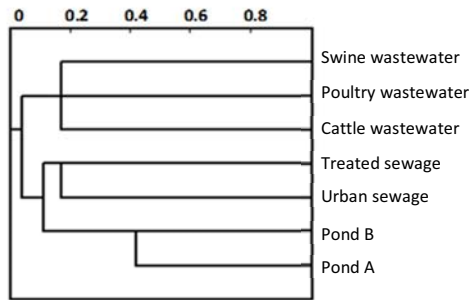 0 0.2 0.4 0.6 0.8
Swine wastewater
Poultry wastewater
Cattle wastewater
Treated sewage
Urban sewage
Pond B
Pond A